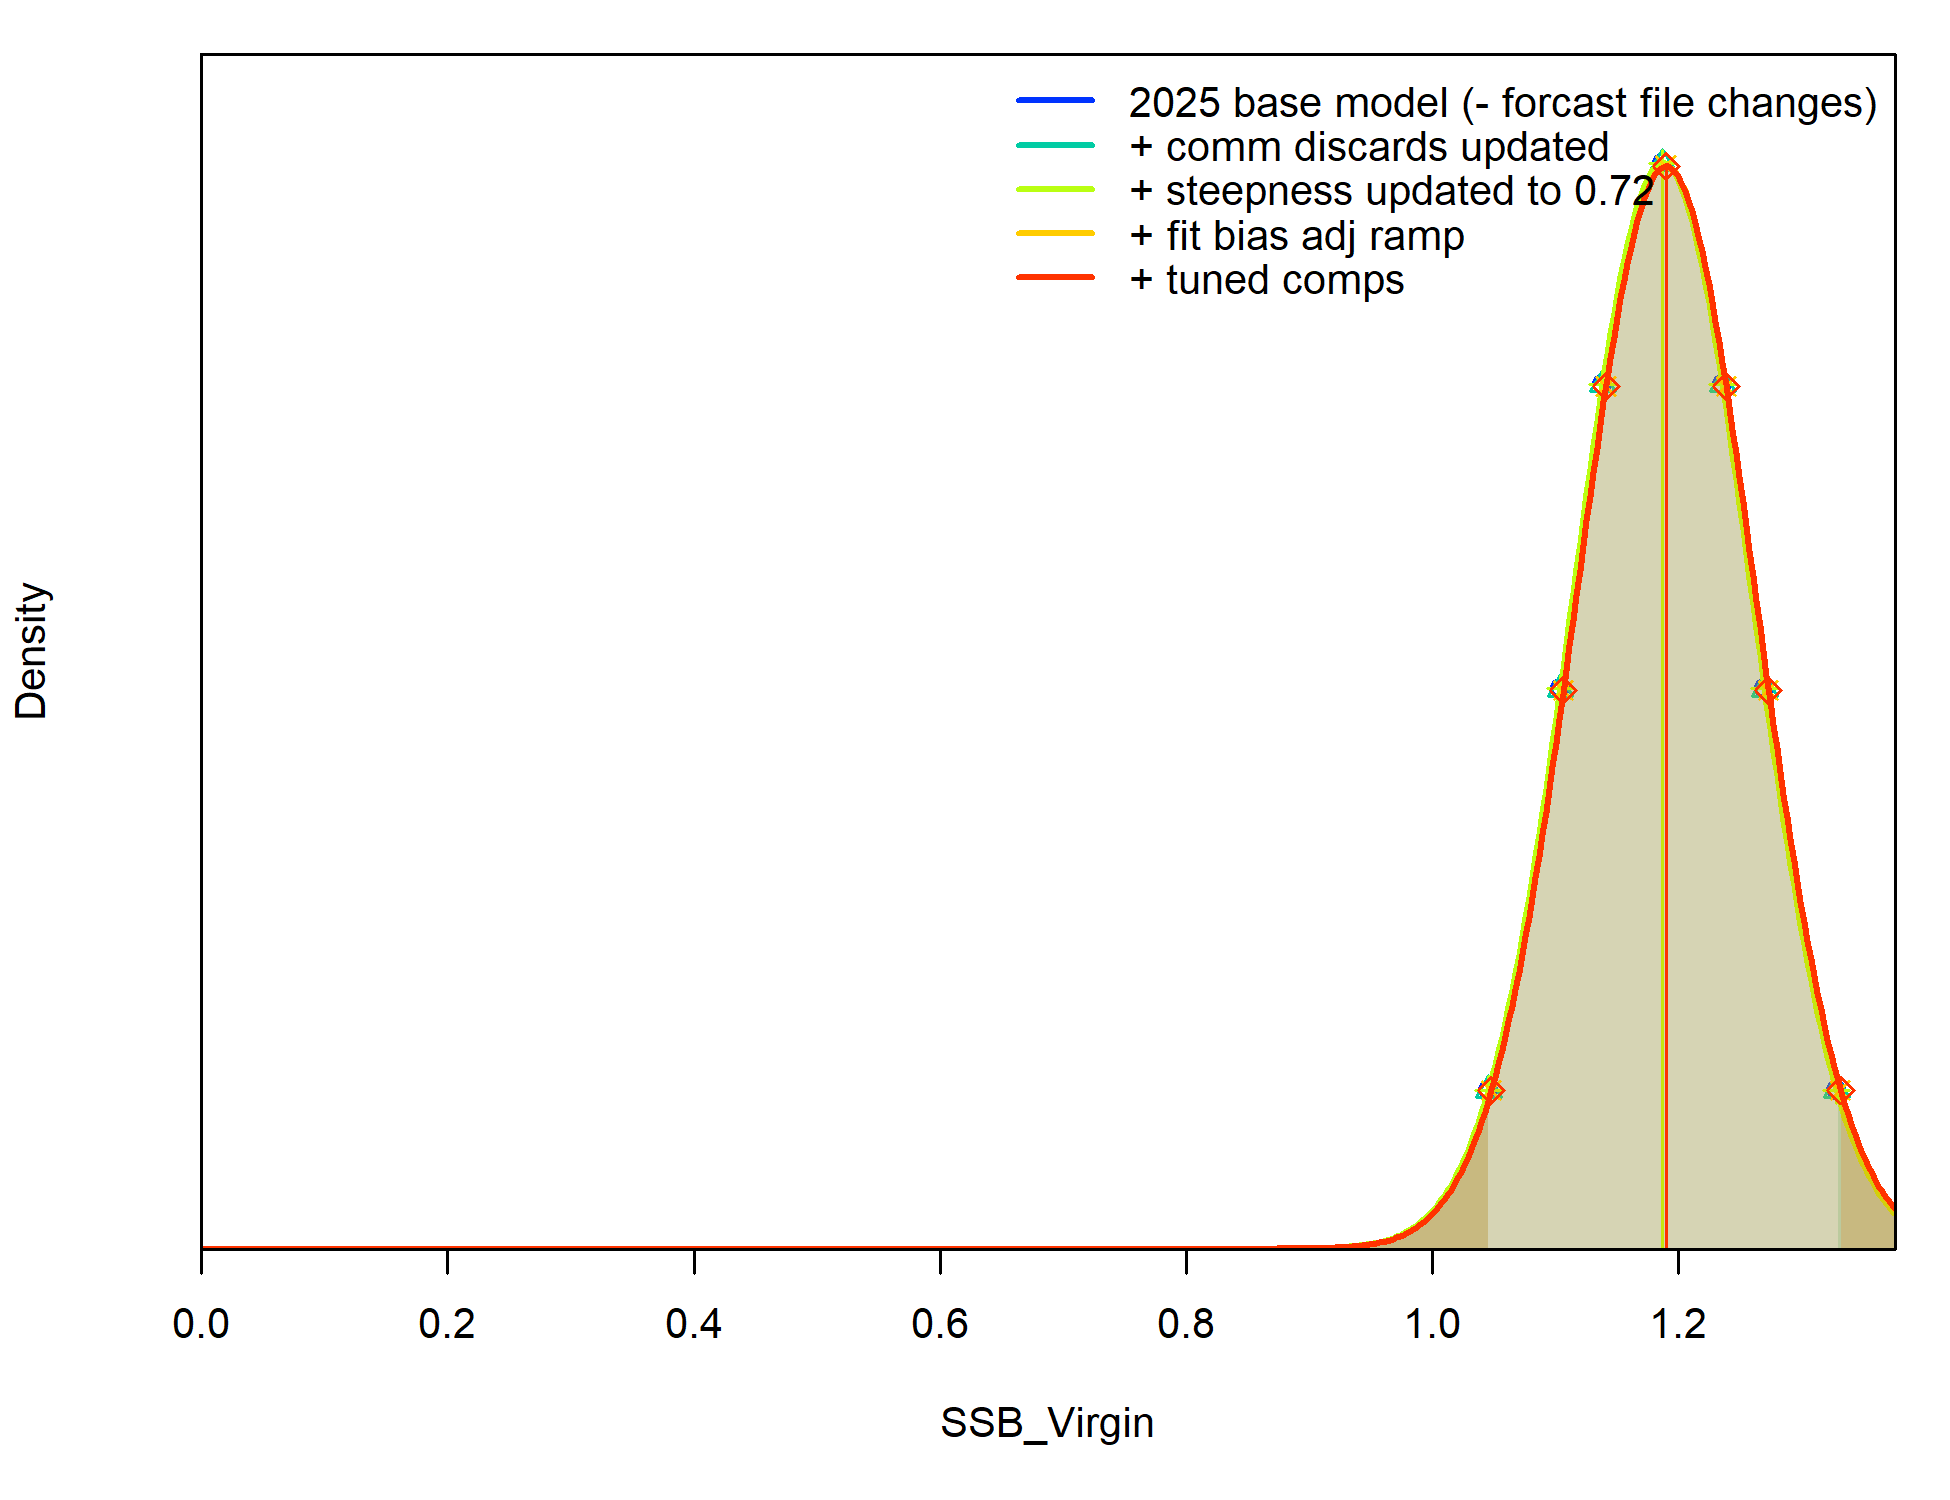 2025 base model (- forcast file changes)
+ comm discards updated
+ steepness updated to 0.72
+ fit bias adj ramp
+ tuned comps
Density
0.0 0.2 0.4 0.6 0.8 1.0 1.2
SSB_Virgin